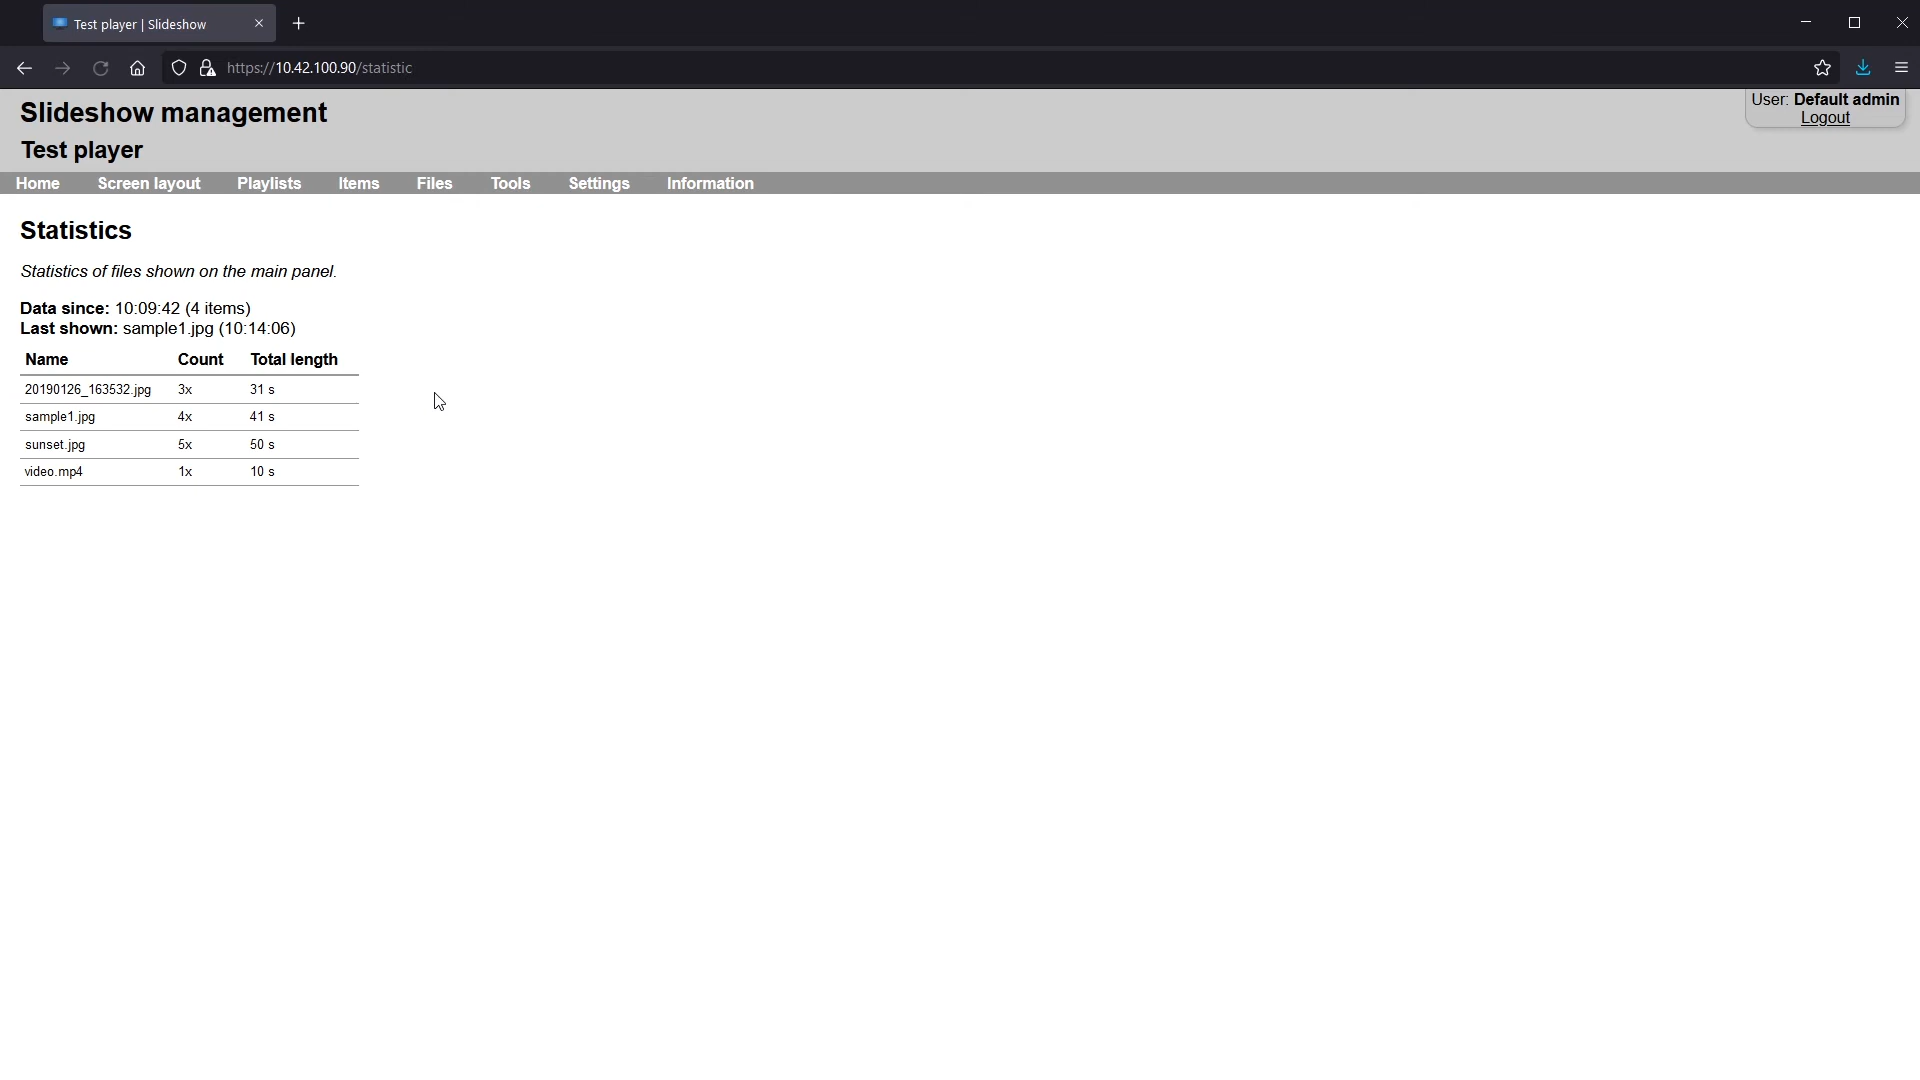 Test player | Slideshow
https://10.42.100.90/statistic
Slideshow management
User: Default admin
Logout
Test player
Home Screen layout Playlists Items Files Tools Settings Information
Statistics
Statistics of files shown on the main panel.
Data since: 10:09:42 (4 items)
Last shown: sample1.jpg (10:14:06)
Name Count Total length
20190126_163532.jpg 3x 31 s
sample1.jpg 4x 41 s
sunset.jpg 5x 50 s
video.mp4 1x 10 s